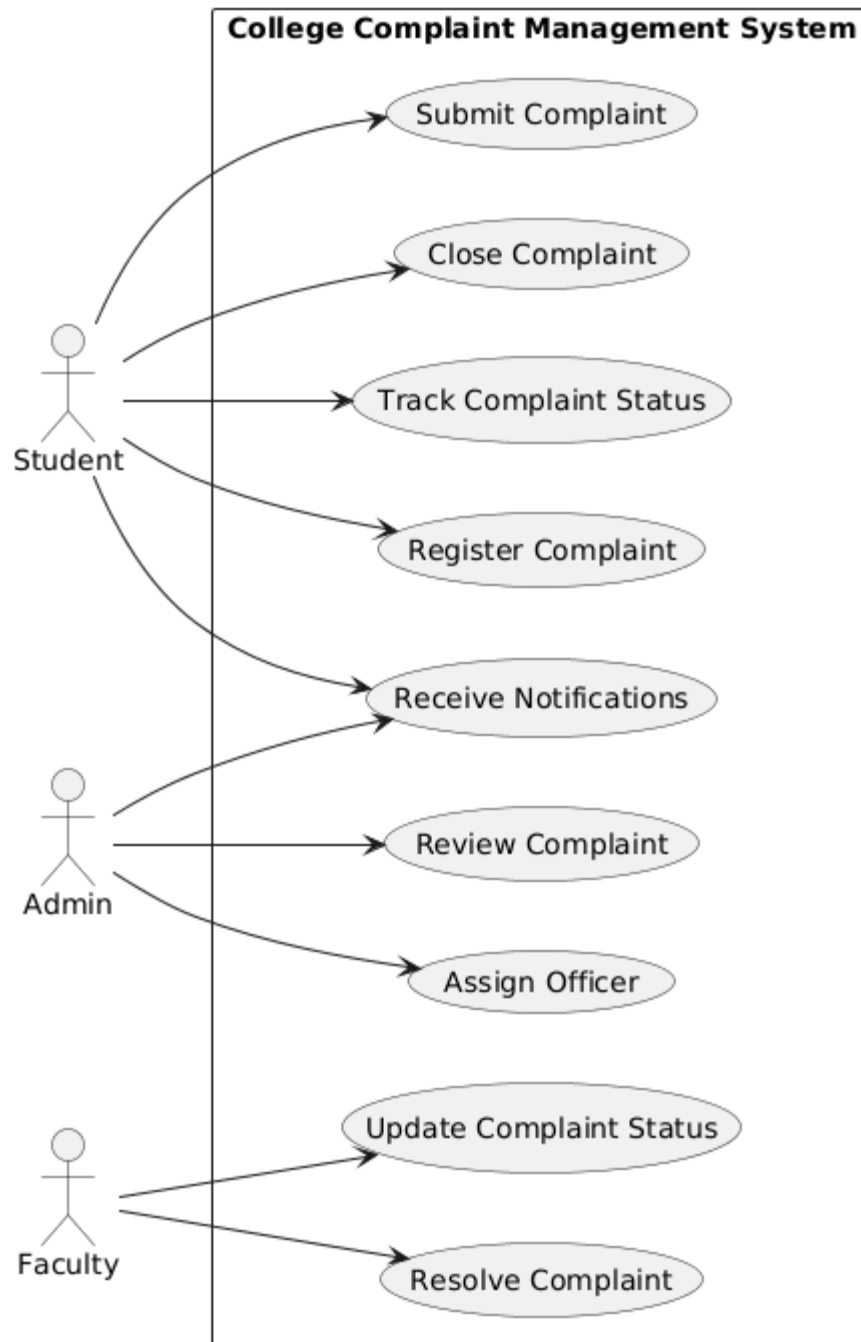 College Complaint Management System
Submit Complaint
Close Complaint
Track Complaint Status
Student
Register Complaint
Receive Notifications
Review Complaint
Admin
Assign Officer
Update Complaint Status
Faculty
Resolve Complaint